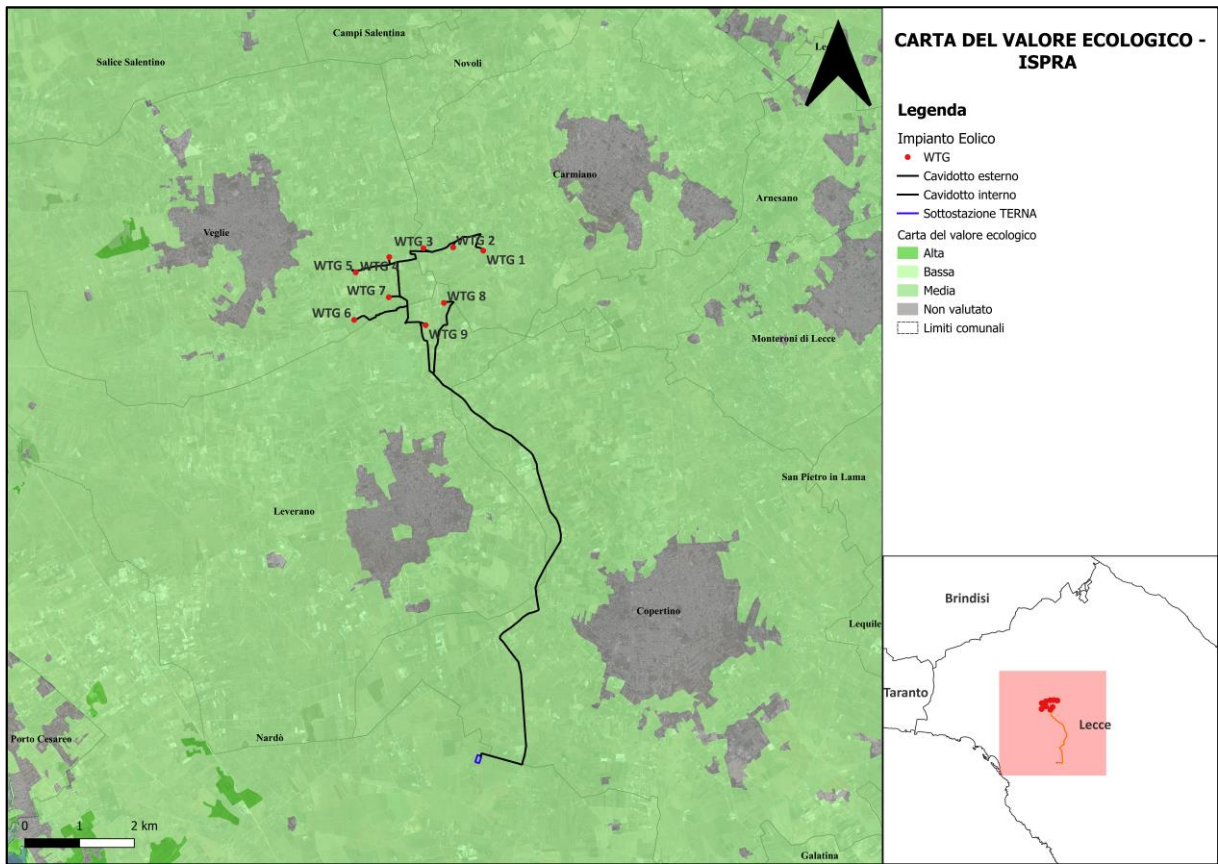 Campi Salentina
Salice Salentino
Novoli
Carmiano
Arnesano
Veglie
WTG 3
WTG 2
WTG 1
WTG 5
WTG 4
WTG 7
WTG 8
WTG 6
WTG 9
Monteroni di Lecce
San Pietro in Lama
Leverano
Copertino
Lequile
Porto Cesareo
Nardò
Galatina
0 1 2 km
CARTA DEL VALORE ECOLOGICO -
ISPRA
Legenda
Impianto Eolico
WTG
Cavidotto esterno
Cavidotto interno
Sottostazione TERNA
Carta del valore ecologico
Alta
Bassa
Media
Non valutato
Limiti comunali
Brindisi
Taranto
Lecce